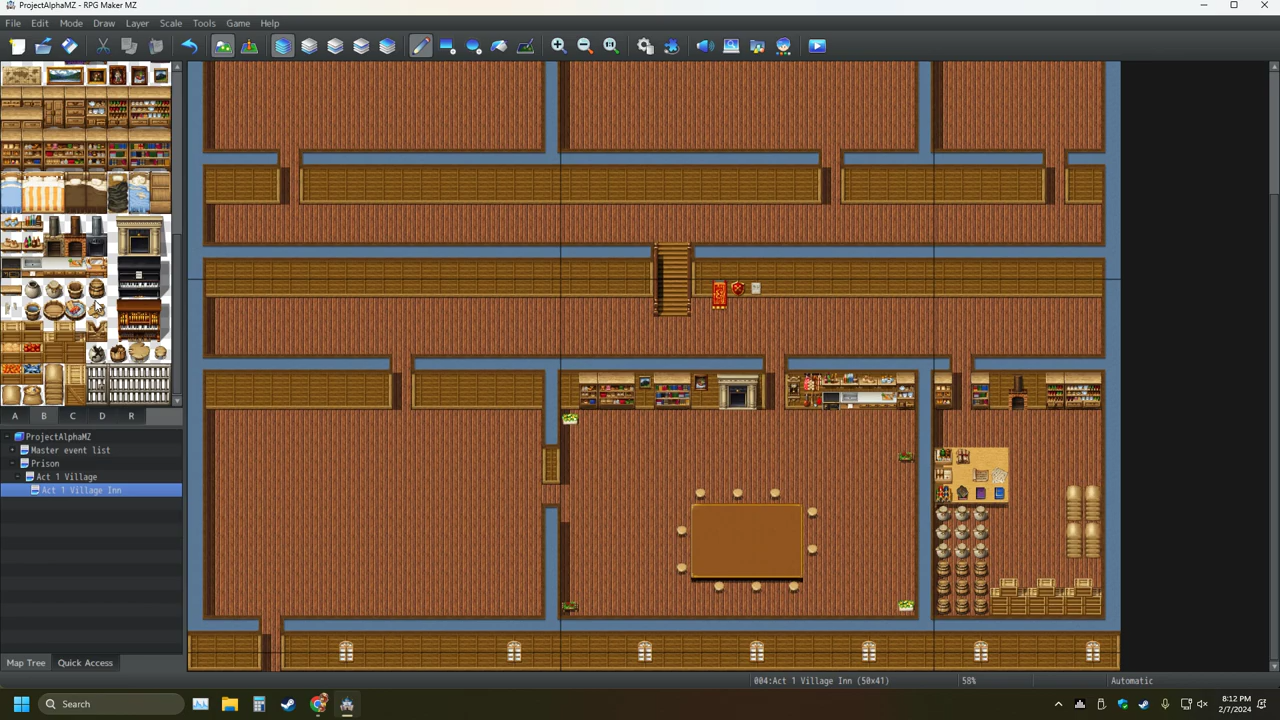 ProjectAlphaMZ - RPG Maker MZ
File Edit Mode Draw Layer Scale Tools Game Help
A B C D R
ProjectAlphaMZ
Master event list
Prison
Act 1 Village
Act 1 Village Inn
Map Tree Quick Access
004:Act 1 Village Inn (50x41) 58% Automatic
Search
8:12 PM
2/7/2024